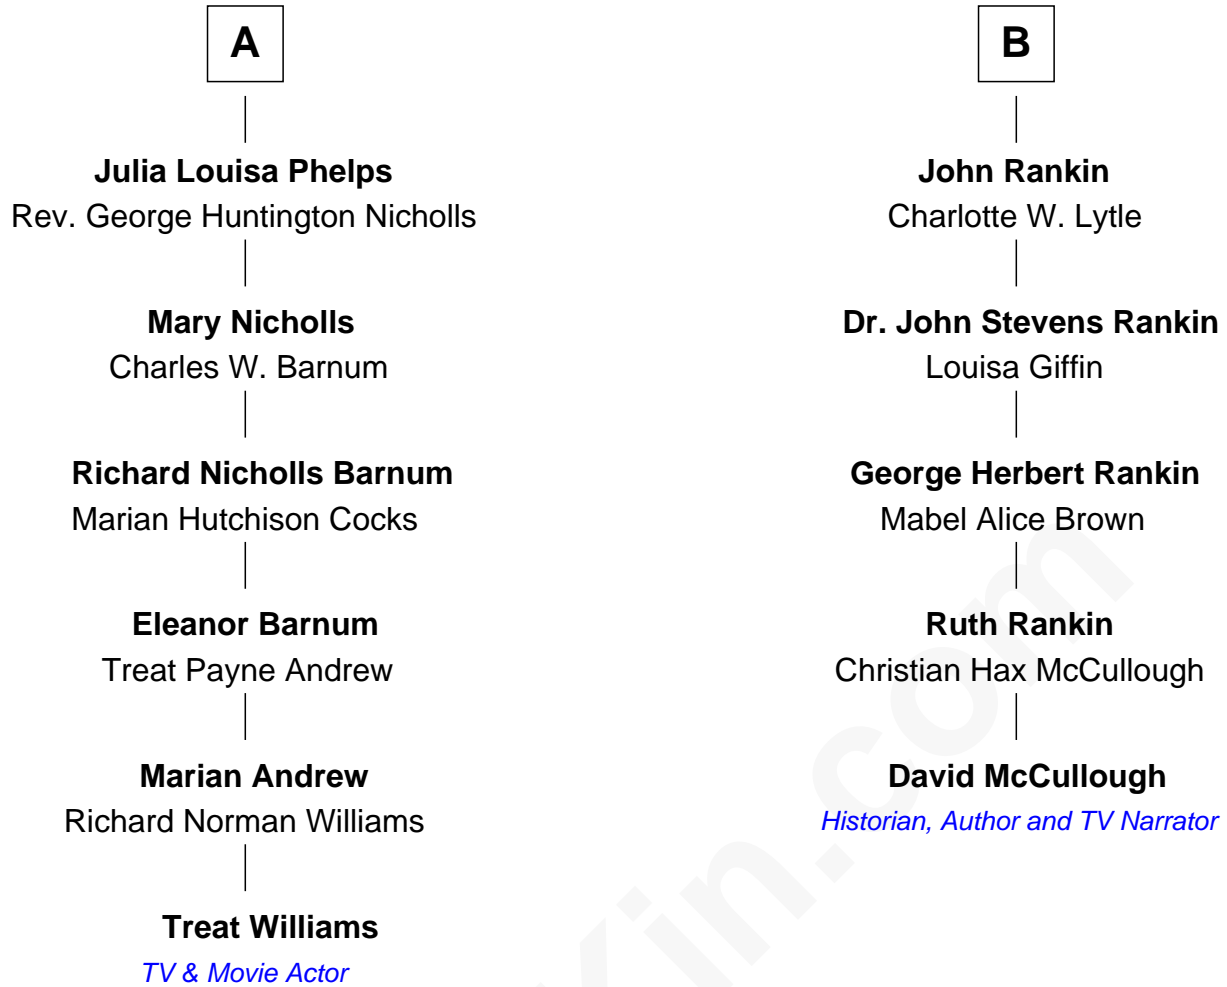 A
Julia Louisa Phelps
Rev. George Huntington Nicholls
Mary Nicholls
Charles W. Barnum
Richard Nicholls Barnum
Marian Hutchison Cocks
Eleanor Barnum
Treat Payne Andrew
Marian Andrew
Richard Norman Williams
Treat Williams
TV & Movie Actor
B
John Rankin
Charlotte W. Lytle
Dr. John Stevens Rankin
Louisa Giffin
George Herbert Rankin
Mabel Alice Brown
Ruth Rankin
Christian Hax McCullough
David McCullough
Historian, Author and TV Narrator